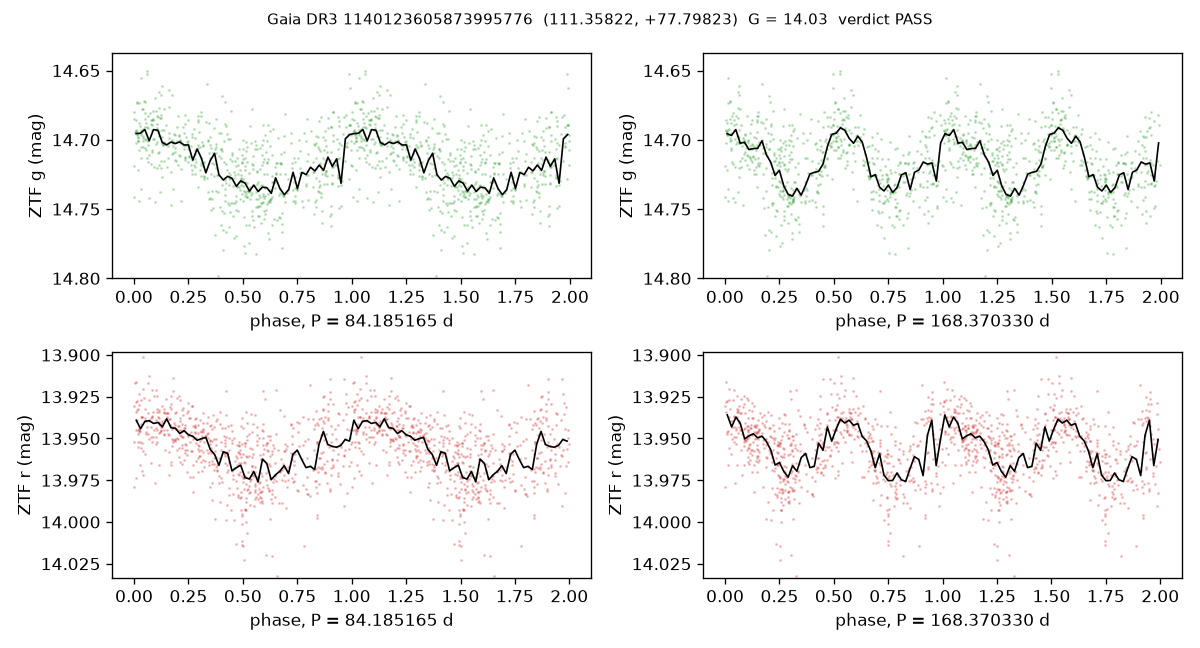 Gaia DR3 1140123605873995776  (111.35822, +77.79823)  G = 14.03  verdict PASS
ZTF g (mag)
14.65
14.70
14.75
14.80
0.00 0.25 0.50 0.75 1.00 1.25 1.50 1.75 2.00
phase, P = 84.185165 d
ZTF g (mag)
14.65
14.70
14.75
14.80
0.00 0.25 0.50 0.75 1.00 1.25 1.50 1.75 2.00
phase, P = 168.370330 d
ZTF r (mag)
13.900
13.925
13.950
13.975
14.000
14.025
0.00 0.25 0.50 0.75 1.00 1.25 1.50 1.75 2.00
phase, P = 84.185165 d
ZTF r (mag)
13.900
13.925
13.950
13.975
14.000
14.025
0.00 0.25 0.50 0.75 1.00 1.25 1.50 1.75 2.00
phase, P = 168.370330 d